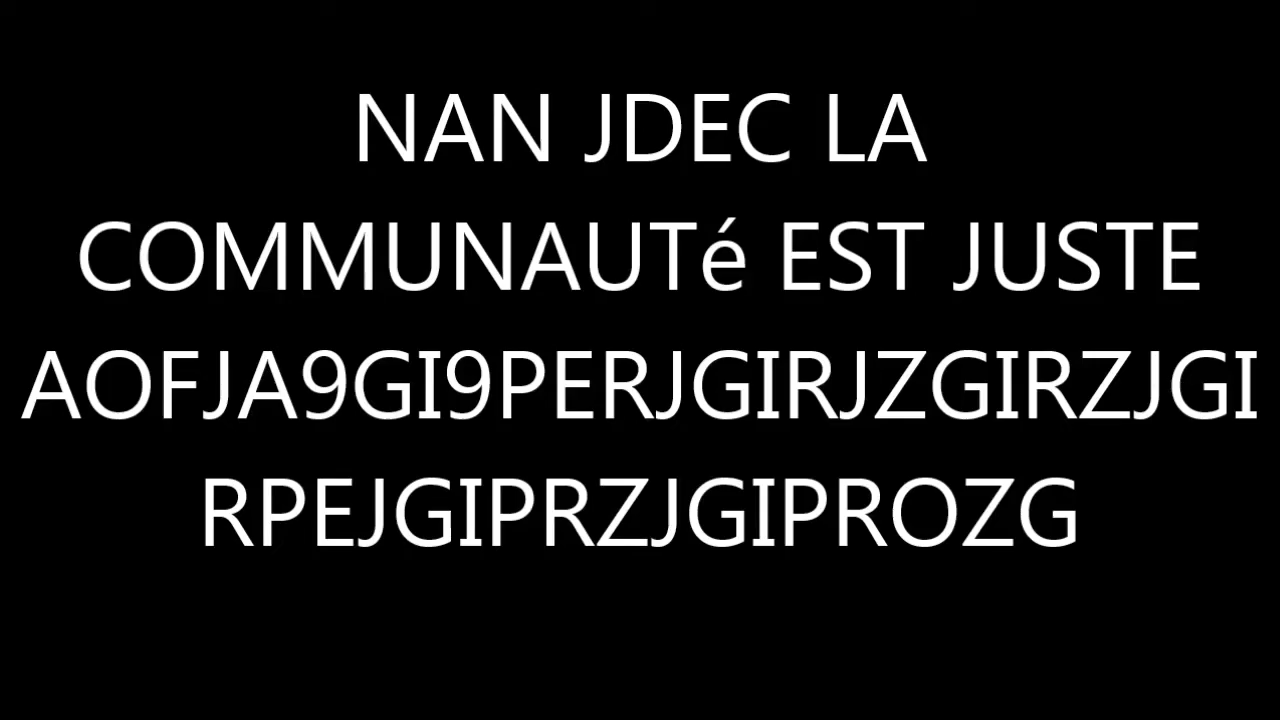 NAN JDEC LA
COMMUNAUTé EST JUSTE
AOFJA9GI9PERJGIRJZGIRZJGI
RPEJGIPRZJGIPROZG